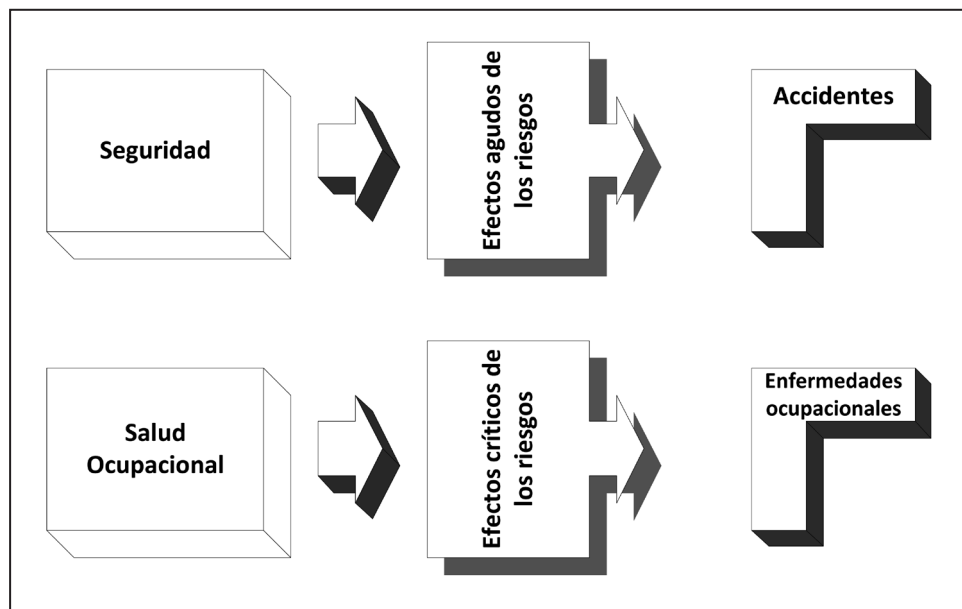 Seguridad
Efectos agudos de
los riesgos
Accidentes
Salud
Ocupacional
Efectos críticos de
los riesgos
Enfermedades
ocupacionales